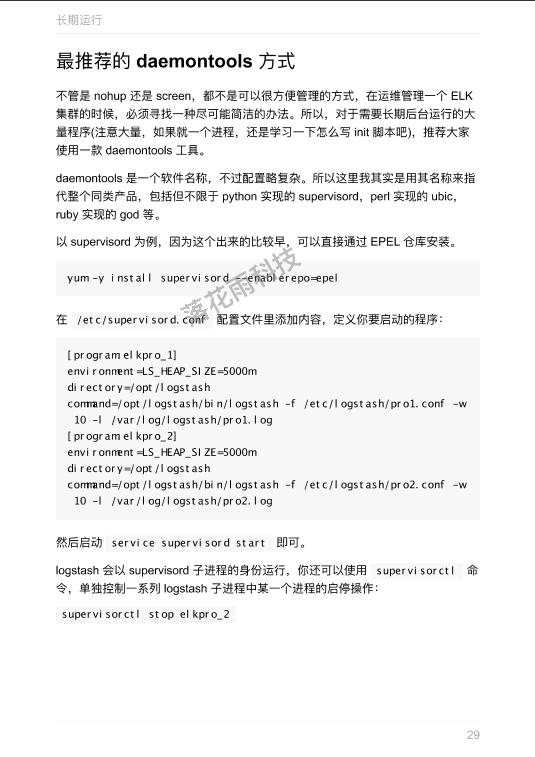 长期运行
最推荐的 daemontools 方式
不管是 nohup 还是 screen，都不是可以很方便管理的方式，在运维管理一个 ELK
集群的时候，必须寻找一种尽可能简洁的办法。所以，对于需要长期后台运行的大
量程序(注意大量，如果就一个进程，还是学习一下怎么写 init 脚本吧)，推荐大家
使用一款 daemontools 工具。
daemontools 是一个软件名称，不过配置略复杂。所以这里我其实是用其名称来指
代整个同类产品，包括但不限于 python 实现的 supervisord，perl 实现的 ubic，
ruby 实现的 god 等。
以 supervisord 为例，因为这个出来的比较早，可以直接通过 EPEL 仓库安装。
yum -y install supervisord --enablerepo=epel
落花雨科技
在 /etc/supervisord.conf 配置文件里添加内容，定义你要启动的程序：
[program:elkpro_1]
environment=LS_HEAP_SIZE=5000m
directory=/opt/logstash
command=/opt/logstash/bin/logstash -f /etc/logstash/pro1.conf -w
10 -l /var/log/logstash/pro1.log
[program:elkpro_2]
environment=LS_HEAP_SIZE=5000m
directory=/opt/logstash
command=/opt/logstash/bin/logstash -f /etc/logstash/pro2.conf -w
10 -l /var/log/logstash/pro2.log
然后启动 service supervisord start 即可。
logstash 会以 supervisord 子进程的身份运行，你还可以使用 supervisorctl 命
令，单独控制一系列 logstash 子进程中某一个进程的启停操作：
supervisorctl stop elkpro_2
29